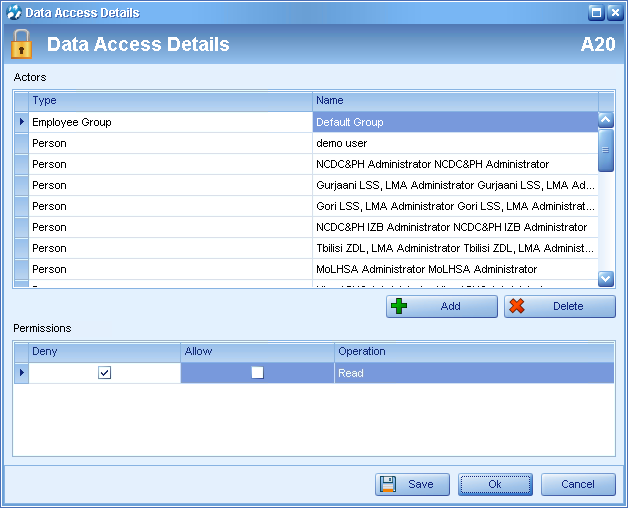 Data Access Details
Data Access Details A20
Actors
Type Name
Employee Group Default Group
Person demo user
Person NCDC&PH Administrator NCDC&PH Administrator
Person Gurjaani LSS, LMA Administrator Gurjaani LSS, LMA Ad...
Person Gori LSS, LMA Administrator Gori LSS, LMA Administr...
Person NCDC&PH IZB Administrator NCDC&PH IZB Administrator
Person Tbilisi ZDL, LMA Administrator Tbilisi ZDL, LMA Administ...
Person MoLHSA Administrator MoLHSA Administrator
Add Delete
Permissions
Deny Allow Operation
Read
Save Ok Cancel